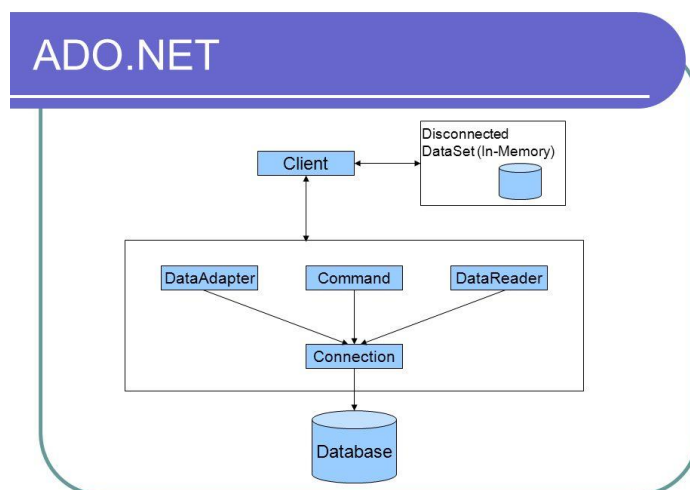 ADO.NET
Disconnected
DataSet (In-Memory)
Client
DataAdapter
Command
DataReader
Connection
Database